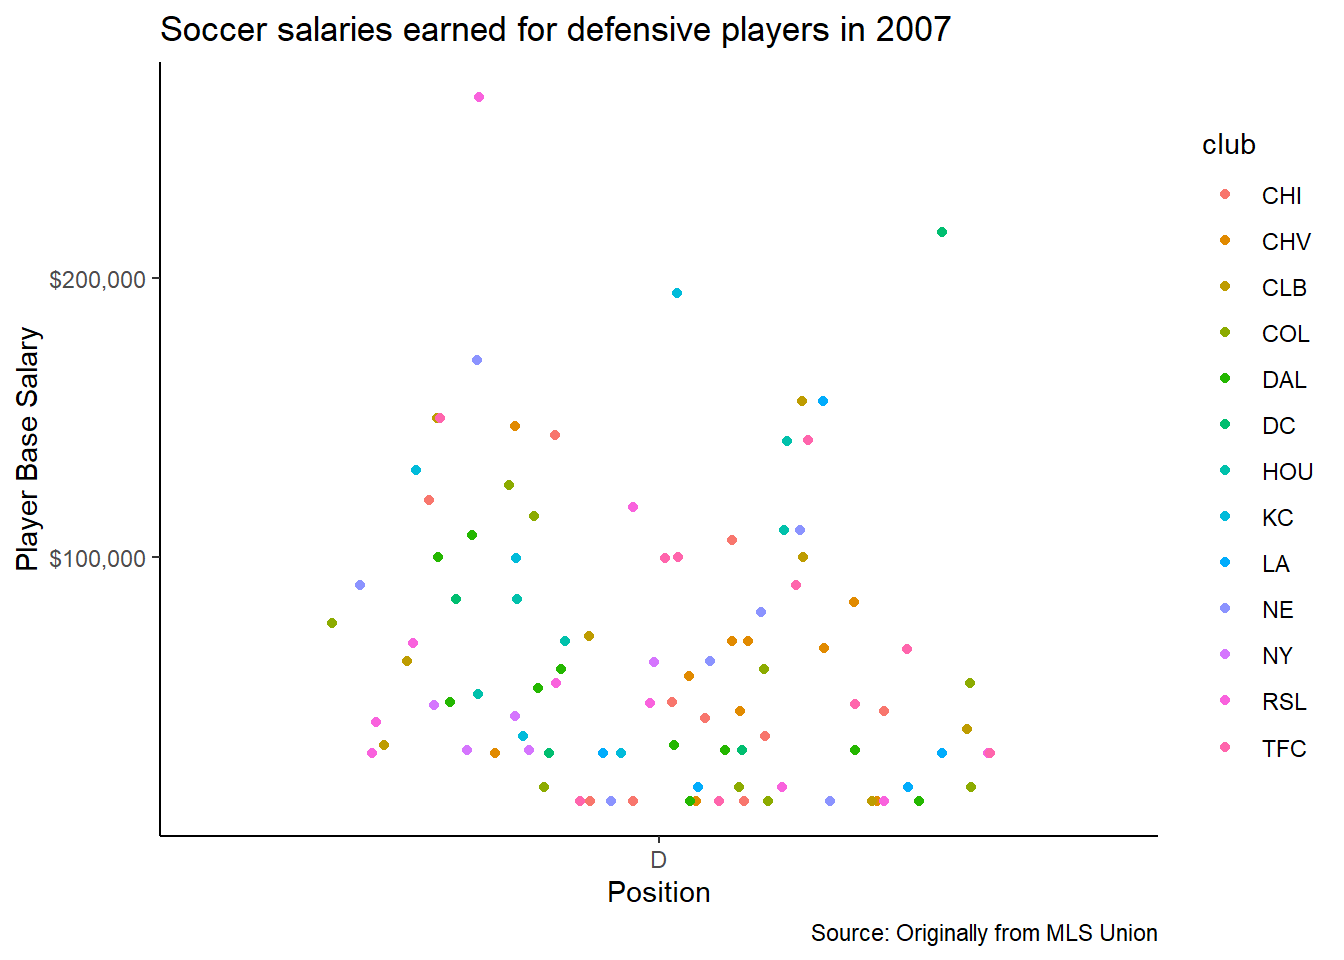 Soccer salaries earned for defensive players in 2007
Player Base Salary
$200,000
$100,000
D
Position
club
CHI
CHV
CLB
COL
DAL
DC
HOU
KC
LA
NE
NY
RSL
TFC
Source: Originally from MLS Union